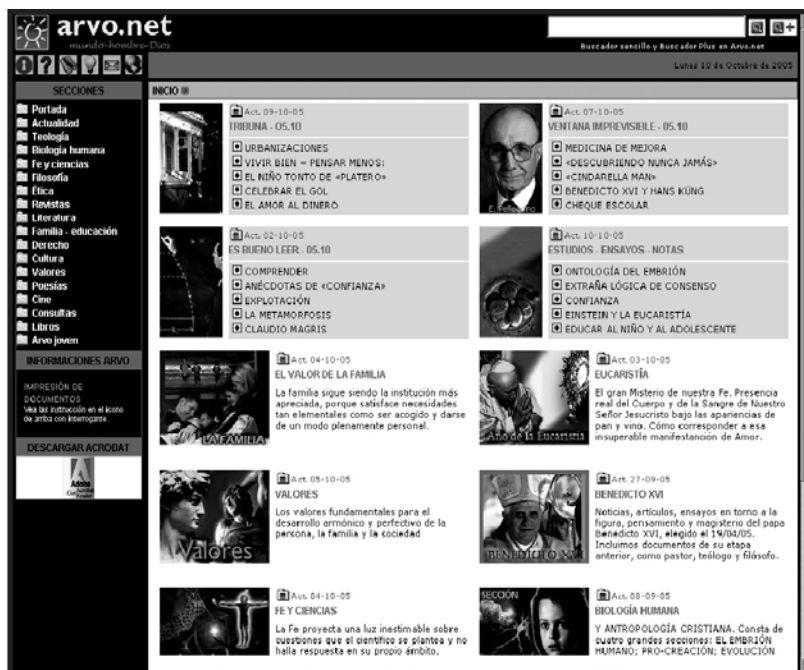 arvo.net
mundo-hombre-Dios
Buscador sencillo y Buscador Plus en Arvo.net
Lunes 10 de Octubre de 2005
SECCIONES
Portada
Actualidad
Teología
Biología humana
Fe y ciencias
Filosofía
Ética
Revistas
Literatura
Familia - educación
Derecho
Cultura
Valores
Poesías
Cine
Consultas
Libros
Arvo joven
INFORMACIONES ARVO
IMPRESIÓN DE
DOCUMENTOS
Vea las instrucción en el icono
de arriba con interrogante.
DESCARGAR ACROBAT
Adobe
INICIO
Act. 09-10-05
TRIBUNA - 05.10
URBANIZACIONES
VIVIR BIEN = PENSAR MENOS:
EL NIÑO TONTO DE «PLATERO»
CELEBRAR EL GOL
EL AMOR AL DINERO
Act. 07-10-05
VENTANA IMPREVISIBLE - 05.10
MEDICINA DE MEJORA
«DESCUBRIENDO NUNCA JAMÁS»
«CINDARELLA MAN»
BENEDICTO XVI Y HANS KÜNG
CHEQUE ESCOLAR
Act. 02-10-05
ES BUENO LEER - 05.10
COMPRENDER
ANÉCDOTAS DE «CONFIANZA»
EXPLOTACIÓN
LA METAMORFOSIS
CLAUDIO MAGRIS
Act. 10-10-05
ESTUDIOS - ENSAYOS - NOTAS
ONTOLOGÍA DEL EMBRIÓN
EXTRAÑA LÓGICA DE CONSENSO
CONFIANZA
EINSTEIN Y LA EUCARISTÍA
EDUCAR AL NIÑO Y AL ADOLESCENTE
LA FAMILIA
Act. 04-10-05
EL VALOR DE LA FAMILIA
La familia sigue siendo la institución más
apreciada, porque satisface necesidades
tan elementales como ser acogido y darse
de un modo plenamente personal.
Año de la Eucaristía
Act. 03-10-05
EUCARISTÍA
El gran Misterio de nuestra Fe. Presencia
real del Cuerpo y de la Sangre de Nuestro
Señor Jesucristo bajo las apariencias de
pan y vino. Cómo corresponder a esa
insuperable manifestanción de Amor.
Valores
Act. 05-10-05
VALORES
Los valores fundamentales para el
desarrollo armónico y perfectivo de la
persona, la familia y la sociedad
BENEDICTO XVI
Act. 27-09-05
BENEDICTO XVI
Noticias, artículos, ensayos en torno a la
figura, pensamiento y magisterio del papa
Benedicto XVI, elegido el 19/04/05.
Incluimos documentos de su etapa
anterior, como pastor, teólogo y filósofo.
Act. 04-10-05
FE Y CIENCIAS
La Fe proyecta una luz inestimable sobre
cuestiones que el científico se plantea y no
halla respuesta en su propio ámbito.
SECCIÓN
Act. 08-09-05
BIOLOGÍA HUMANA
Y ANTROPOLOGÍA CRISTIANA. Consta de
cuatro grandes secciones: EL EMBRIÓN
HUMANO; PRO-CREACIÓN; EVOLUCIÓN